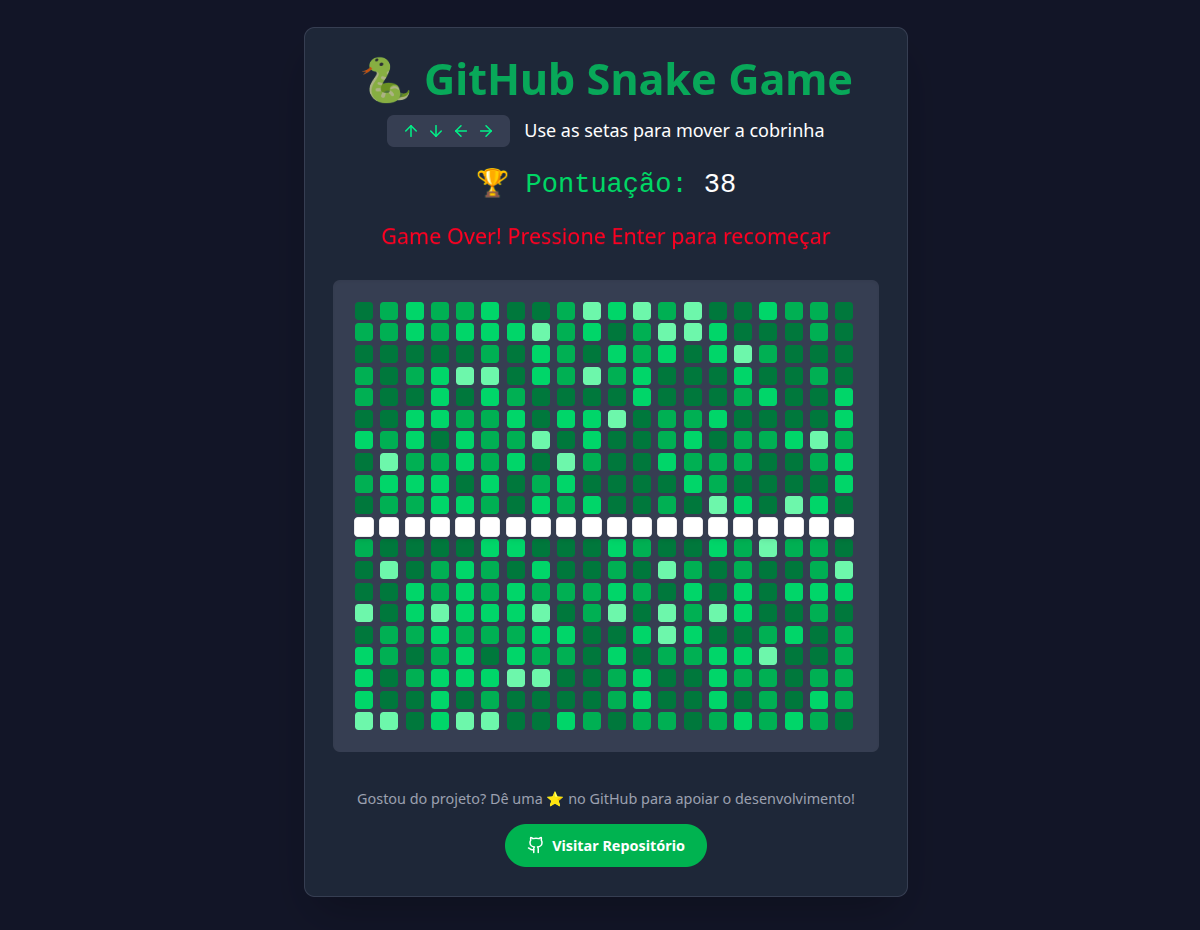 🐍 GitHub Snake Game
↑ ↓ ← → Use as setas para mover a cobrinha
🏆 Pontuação: 38
Game Over! Pressione Enter para recomeçar
Gostou do projeto? Dê uma ⭐ no GitHub para apoiar o desenvolvimento!
Visitar Repositório